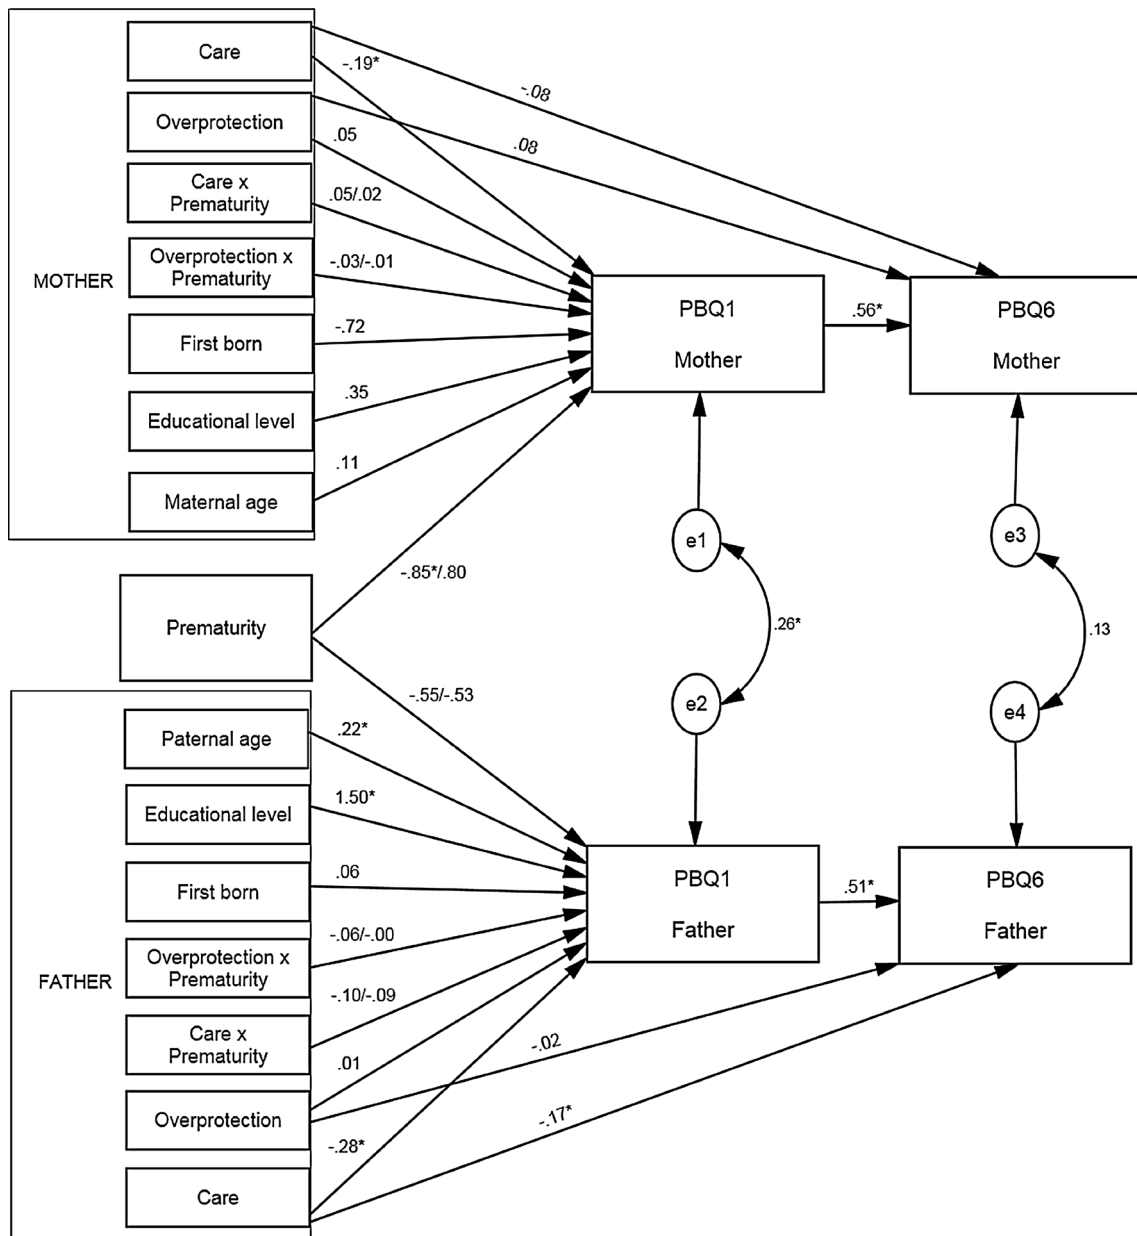 Care
-.19*
-.08
Overprotection
.05
.08
Care x
Prematurity
.05/.02
Overprotection x
Prematurity
-.03/-.01
MOTHER
First born
-.72
Educational level
.35
Maternal age
.11
PBQ1
Mother
.56*
PBQ6
Mother
e1
e3
Prematurity
-.85*/.80
.26*
.13
-.55/-.53
e2
e4
Paternal age
.22*
Educational level
1.50*
First born
.06
Overprotection x
Prematurity
-.06/-.00
FATHER
-.10/-.09
Care x
Prematurity
.01
Overprotection
-.02
-.28*
-.17*
Care
PBQ1
Father
.51*
PBQ6
Father